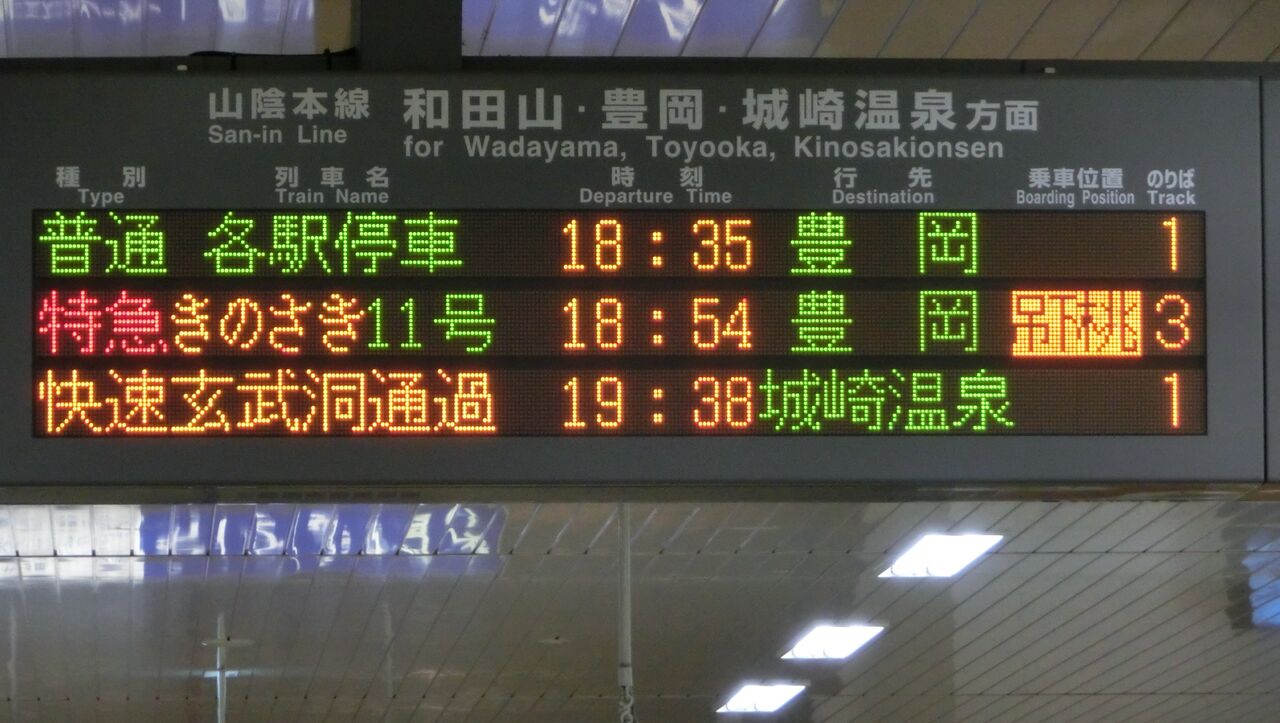 山陰本線 和田山・豊岡・城崎温泉方面
San-in Line for Wadayama, Toyooka, Kinosakionsen
種別 列車名 時刻 行先 乗車位置 のりば
Type Train Name Departure Time Destination Boarding Position Track
普通 各駅停車 18:35 豊岡 1
特急 きのさき11号 18:54 豊岡 3
快速 玄武洞通過 19:38 城崎温泉 1